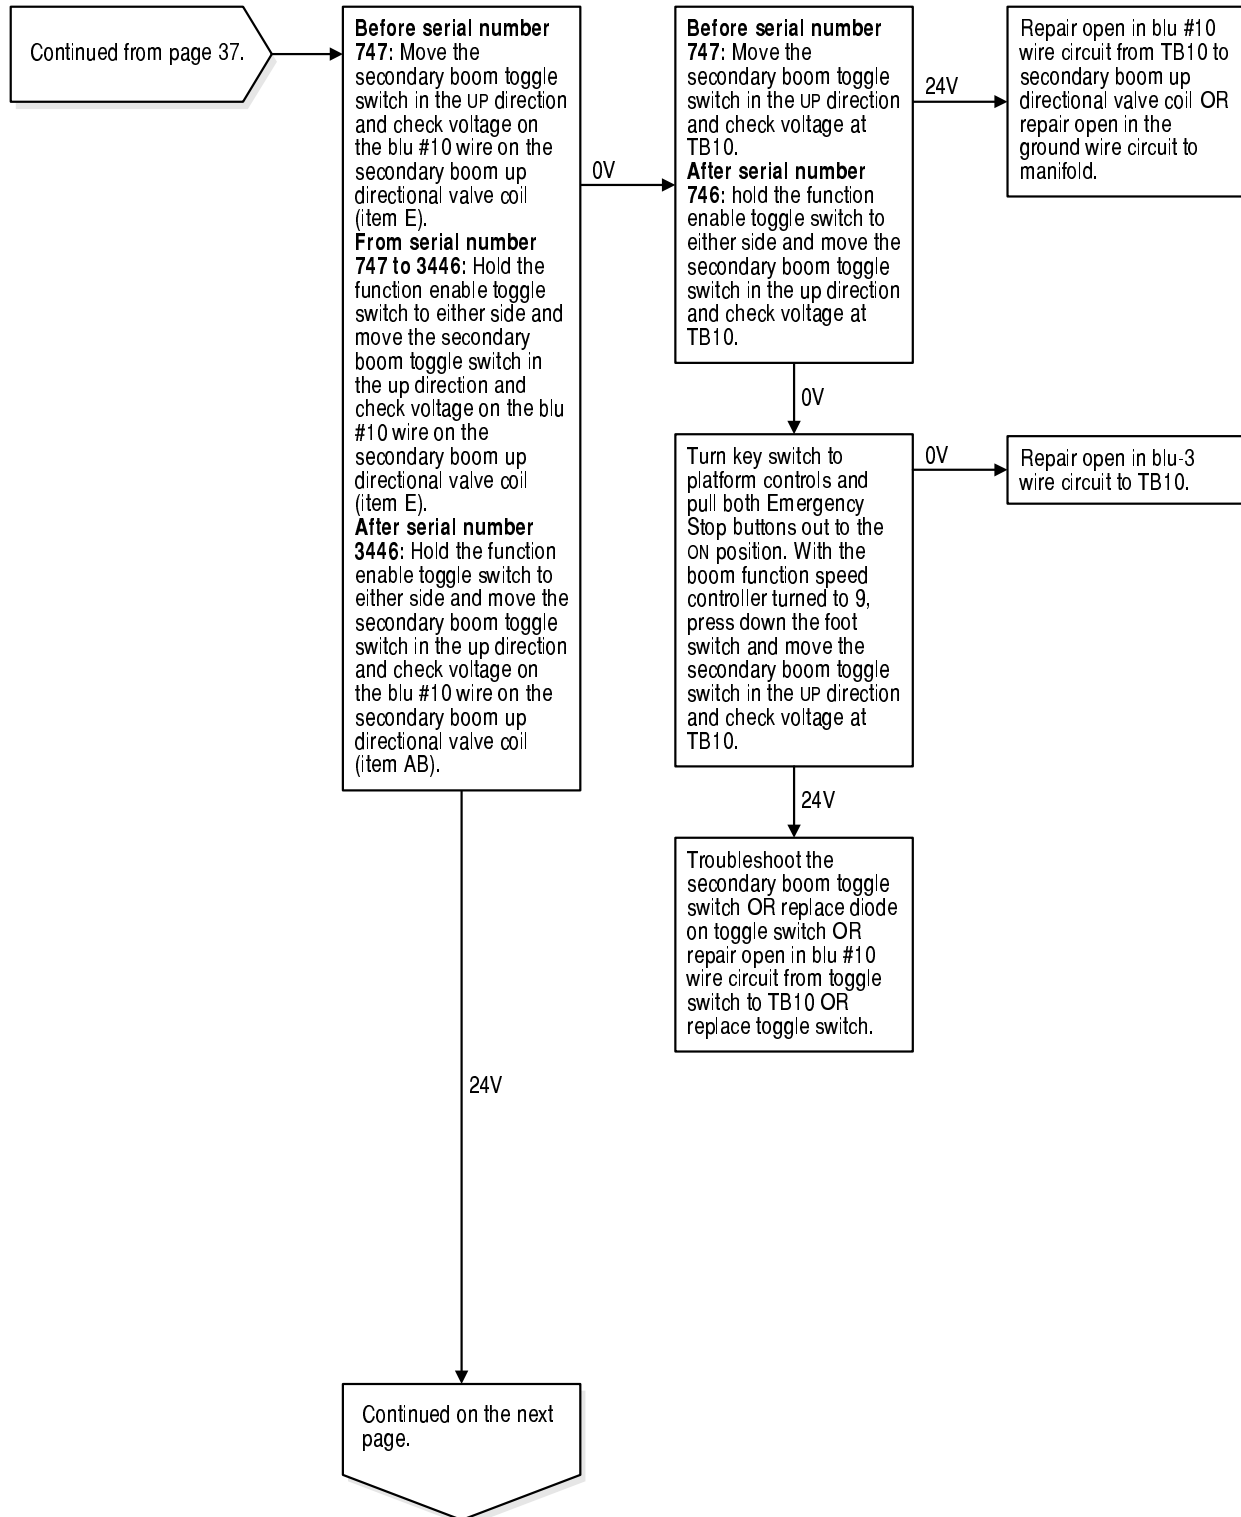 Continued from page 37.
Before serial number
747: Move the
secondary boom toggle
switch in the UP direction
and check voltage on
the blu #10 wire on the
secondary boom up
directional valve coil
(item E).
From serial number
747 to 3446: Hold the
function enable toggle
switch to either side and
move the secondary
boom toggle switch in
the up direction and
check voltage on the blu
#10 wire on the
secondary boom up
directional valve coil
(item E).
After serial number
3446: Hold the function
enable toggle switch to
either side and move the
secondary boom toggle
switch in the up direction
and check voltage on
the blu #10 wire on the
secondary boom up
directional valve coil
(item AB).
0V
Before serial number
747: Move the
secondary boom toggle
switch in the UP direction
and check voltage at
TB10.
After serial number
746: hold the function
enable toggle switch to
either side and move the
secondary boom toggle
switch in the up direction
and check voltage at
TB10.
24V
Repair open in blu #10
wire circuit from TB10 to
secondary boom up
directional valve coil OR
repair open in the
ground wire circuit to
manifold.
0V
Turn key switch to
platform controls and
pull both Emergency
Stop buttons out to the
ON position. With the
boom function speed
controller turned to 9,
press down the foot
switch and move the
secondary boom toggle
switch in the UP direction
and check voltage at
TB10.
0V
Repair open in blu-3
wire circuit to TB10.
24V
Troubleshoot the
secondary boom toggle
switch OR replace diode
on toggle switch OR
repair open in blu #10
wire circuit from toggle
switch to TB10 OR
replace toggle switch.
24V
Continued on the next
page.